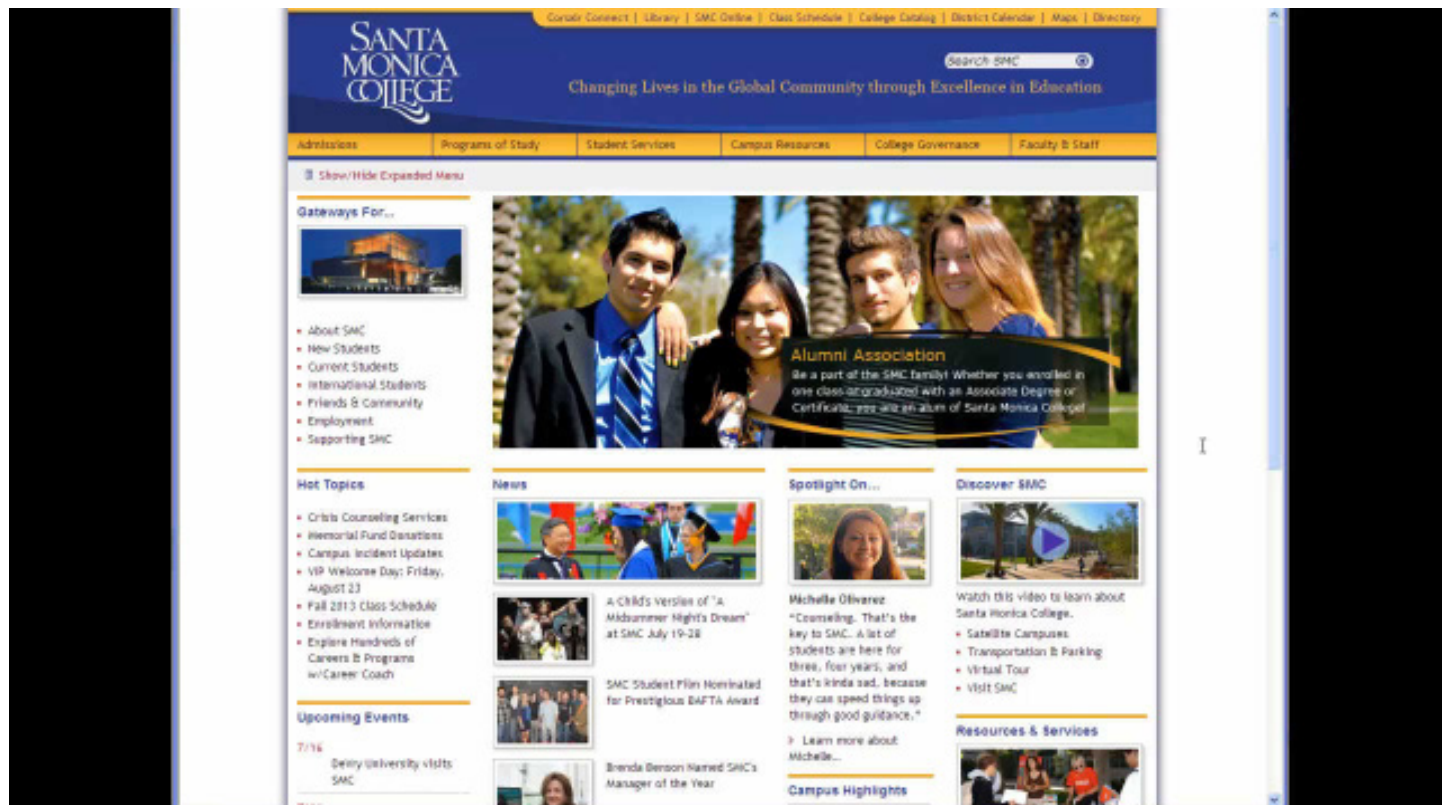 Corsair Connect | Library | SMC Online | Class Schedule | College Catalog | District Calendar | Maps | Directory
SANTA
MONICA
COLLEGE
Search SMC
Changing Lives in the Global Community through Excellence in Education
Admissions
Programs of Study
Student Services
Campus Resources
College Governance
Faculty & Staff
Show/Hide Expanded Menu
Gateways For...
About SMC
New Students
Current Students
International Students
Friends & Community
Employment
Supporting SMC
Alumni Association
Be a part of the SMC family! Whether you enrolled in
one class or graduated with an Associate Degree or
Certificate, you are an alum of Santa Monica College!
Hot Topics
Crisis Counseling Services
Memorial Fund Donations
Campus Incident Updates
VIP Welcome Day: Friday,
August 23
Fall 2013 Class Schedule
Enrollment Information
Explore Hundreds of
Careers & Programs
w/Career Coach
Upcoming Events
7/16
DeVry University visits
SMC
News
A Child's Version of "A
Midsummer Night's Dream"
at SMC July 19-28
SMC Student Film Nominated
for Prestigious BAFTA Award
Brenda Benson Named SMC's
Manager of the Year
Spotlight On...
Michelle Olivarez
"Counseling. That's the
key to SMC. A lot of
students are here for
three, four years, and
that's kinda sad, because
they can speed things up
through good guidance."
Learn more about
Michelle...
Campus Highlights
Discover SMC
Watch this video to learn about
Santa Monica College.
Satellite Campuses
Transportation & Parking
Virtual Tour
Visit SMC
Resources & Services